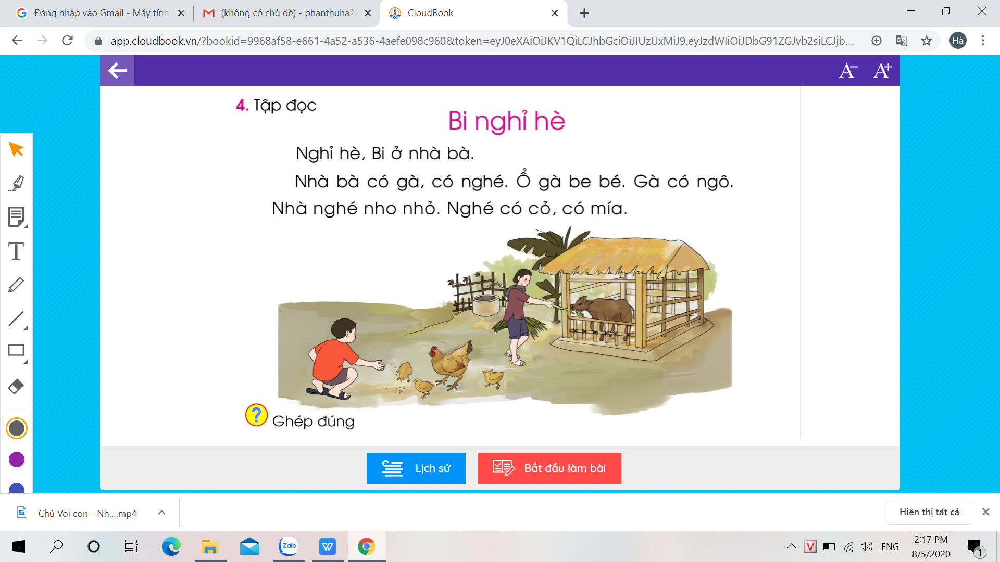 Đăng nhập vào Gmail - Máy tính
(không có chủ đề) - phanthuha22
CloudBook
app.cloudbook.vn/?bookid=9968af58-e661-4a52-a536-4aefe098c960&token=eyJ0eXAiOiJKV1QiLCJhbGciOiJIUzUxMiJ9.eyJzdWIiOiJDbG91ZGJvb2siLCJjb...
Hà
A- A+
4. Tập đọc
Bi nghỉ hè
Nghỉ hè, Bi ở nhà bà.
Nhà bà có gà, có nghé. Ổ gà be bé. Gà có ngô.
Nhà nghé nho nhỏ. Nghé có cỏ, có mía.
T
? Ghép đúng
Lịch sử
Bắt đầu làm bài
Chú Voi con - Nh....mp4
Hiển thị tất cả
Zalo
W
V
ENG
2:17 PM
8/5/2020
1